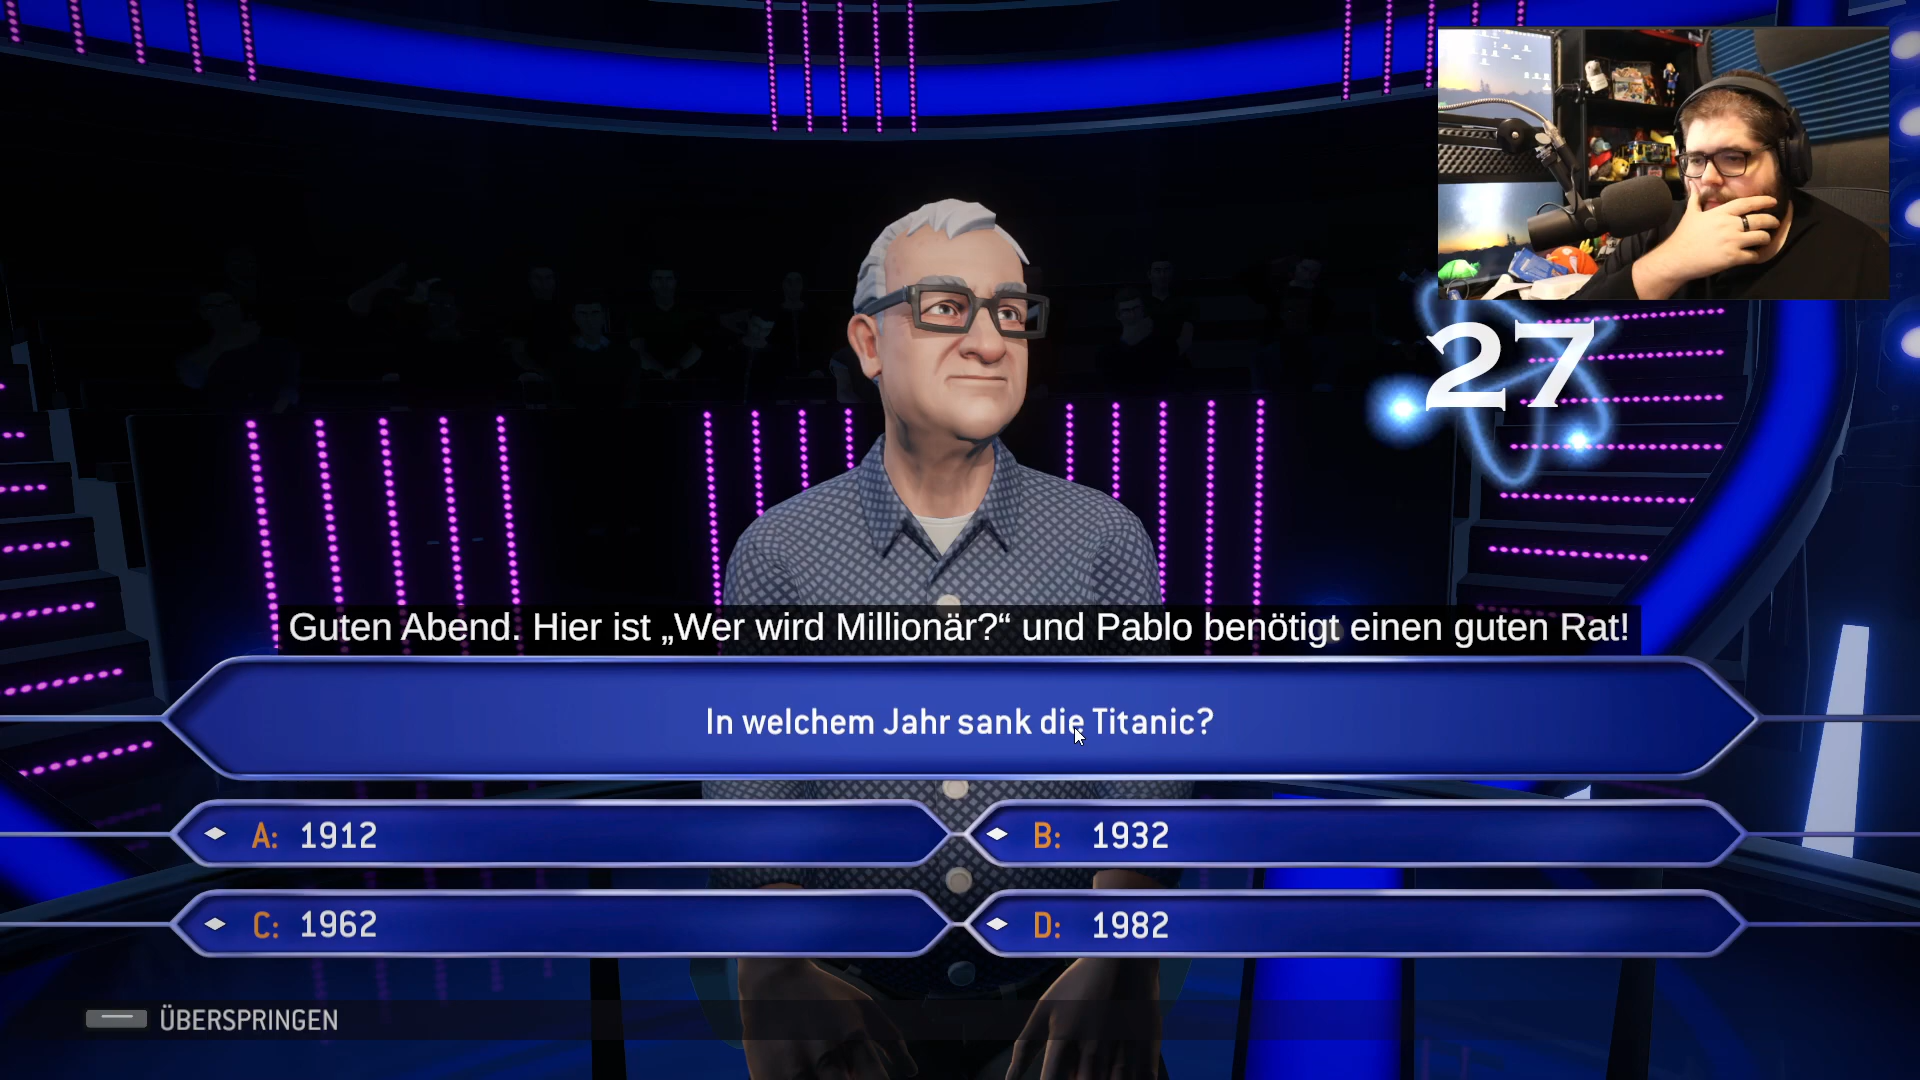 27
Guten Abend. Hier ist „Wer wird Millionär?“ und Pablo benötigt einen guten Rat!
In welchem Jahr sank die Titanic?
A: 1912
B: 1932
C: 1962
D: 1982
ÜBERSPRINGEN